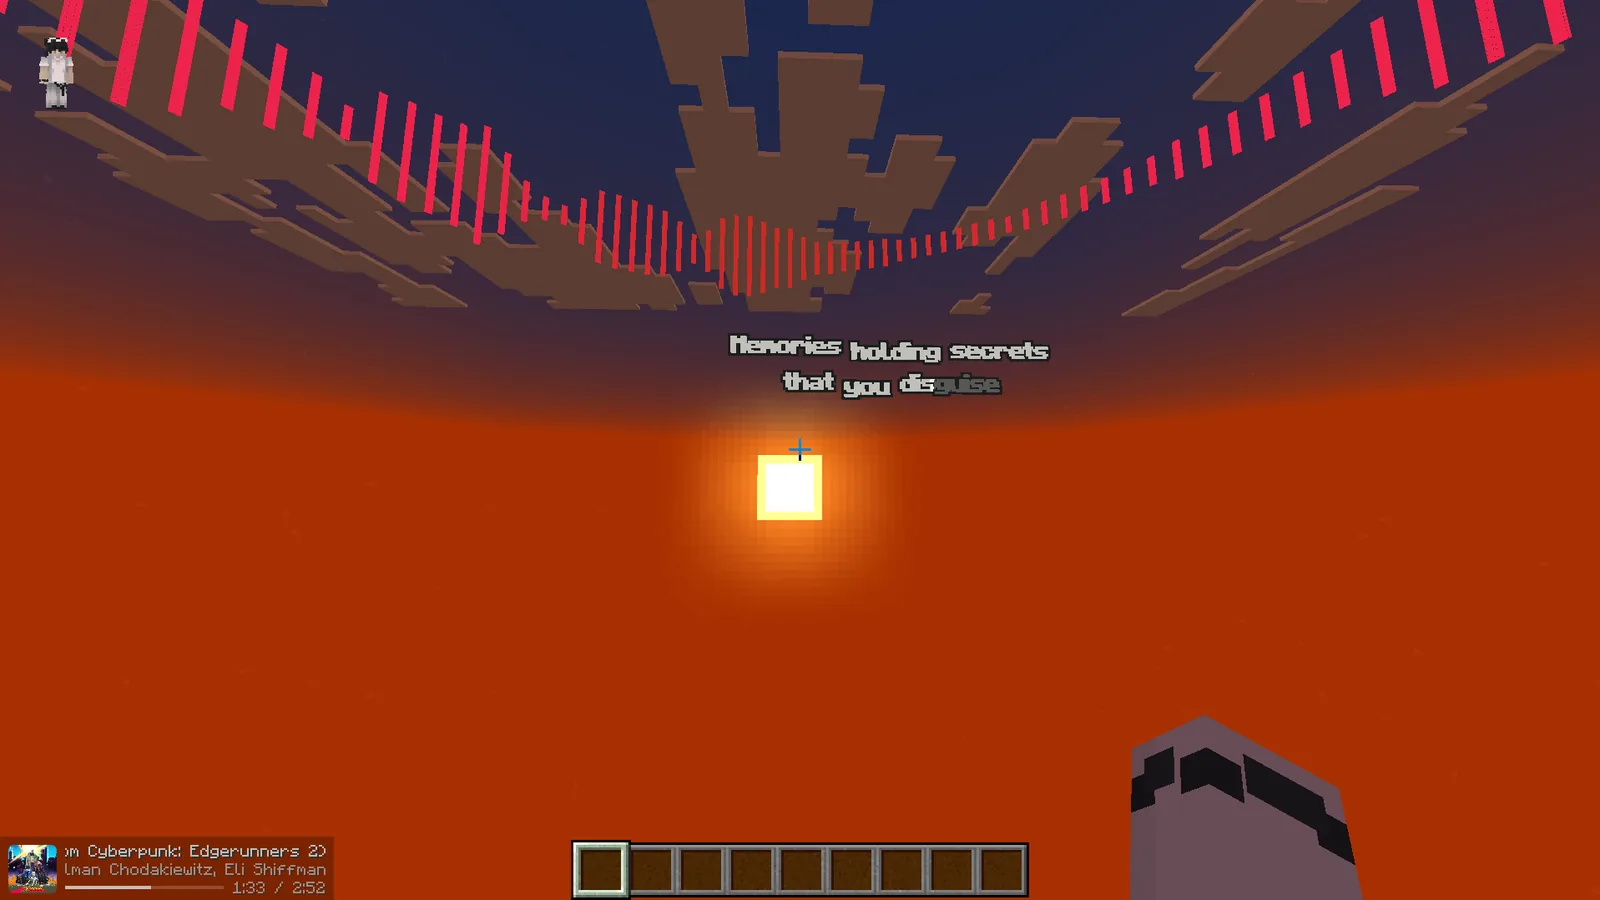 Memories holding secrets
that you disguise
om Cyberpunk: Edgerunners 2)
lman Chodakiewitz, Eli Shiffman
1:33 / 2:52